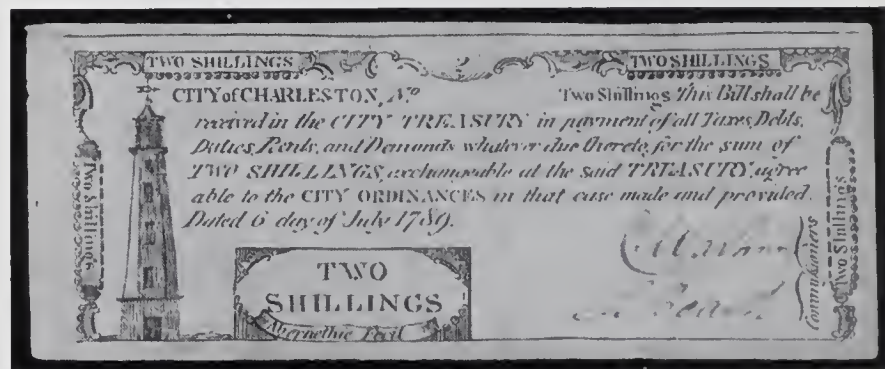 TWO SHILLINGS TWO SHILLINGS
CITY of CHARLESTON, No Two Shillings This Bill shall be
received in the CITY TREASURY in payment of all Taxes, Debts,
Duties, Rents, and Demands whatever due thereto, for the sum of
TWO SHILLINGS, exchangeable at the said TREASURY, agree
able to the CITY ORDINANCES in that case made and provided.
Dated 6 day of July 1789.
Two Shillings
TWO
SHILLINGS
Abernethie Fecit
Commissioners
Two Shillings